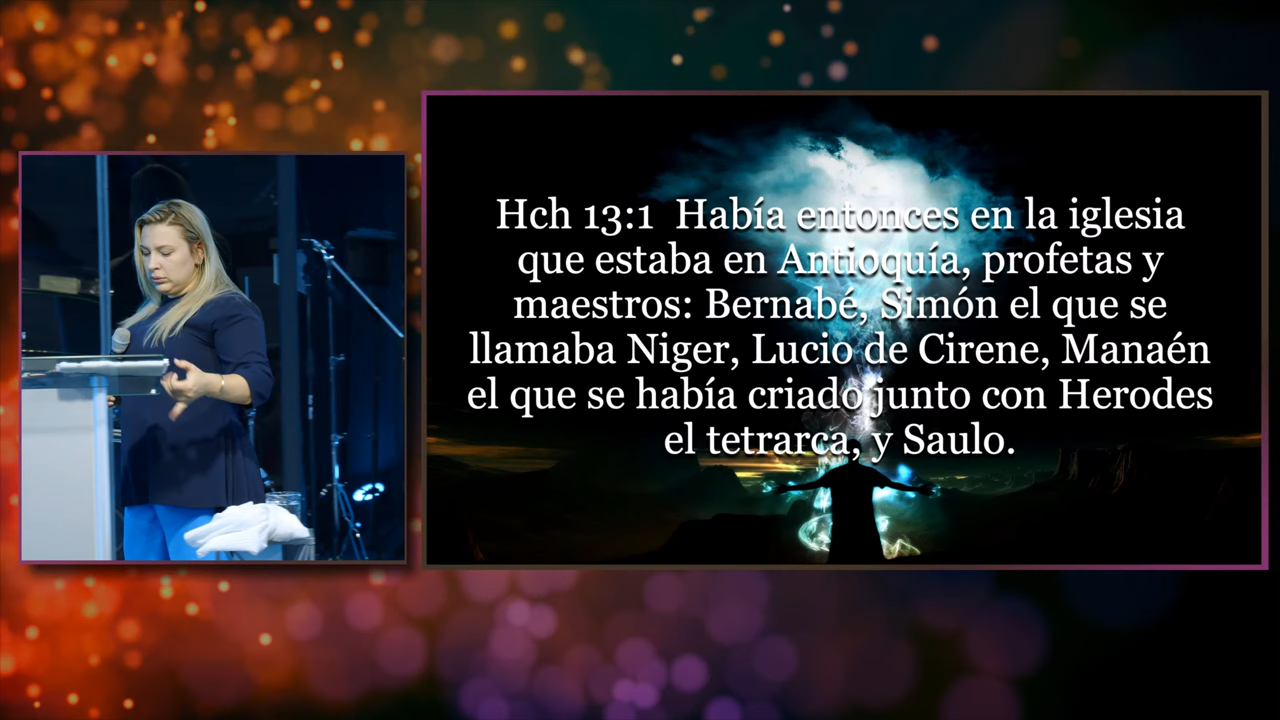 Hch 13:1  Había entonces en la iglesia
que estaba en Antioquía, profetas y
maestros: Bernabé, Simón el que se
llamaba Niger, Lucio de Cirene, Manaén
el que se había criado junto con Herodes
el tetrarca, y Saulo.